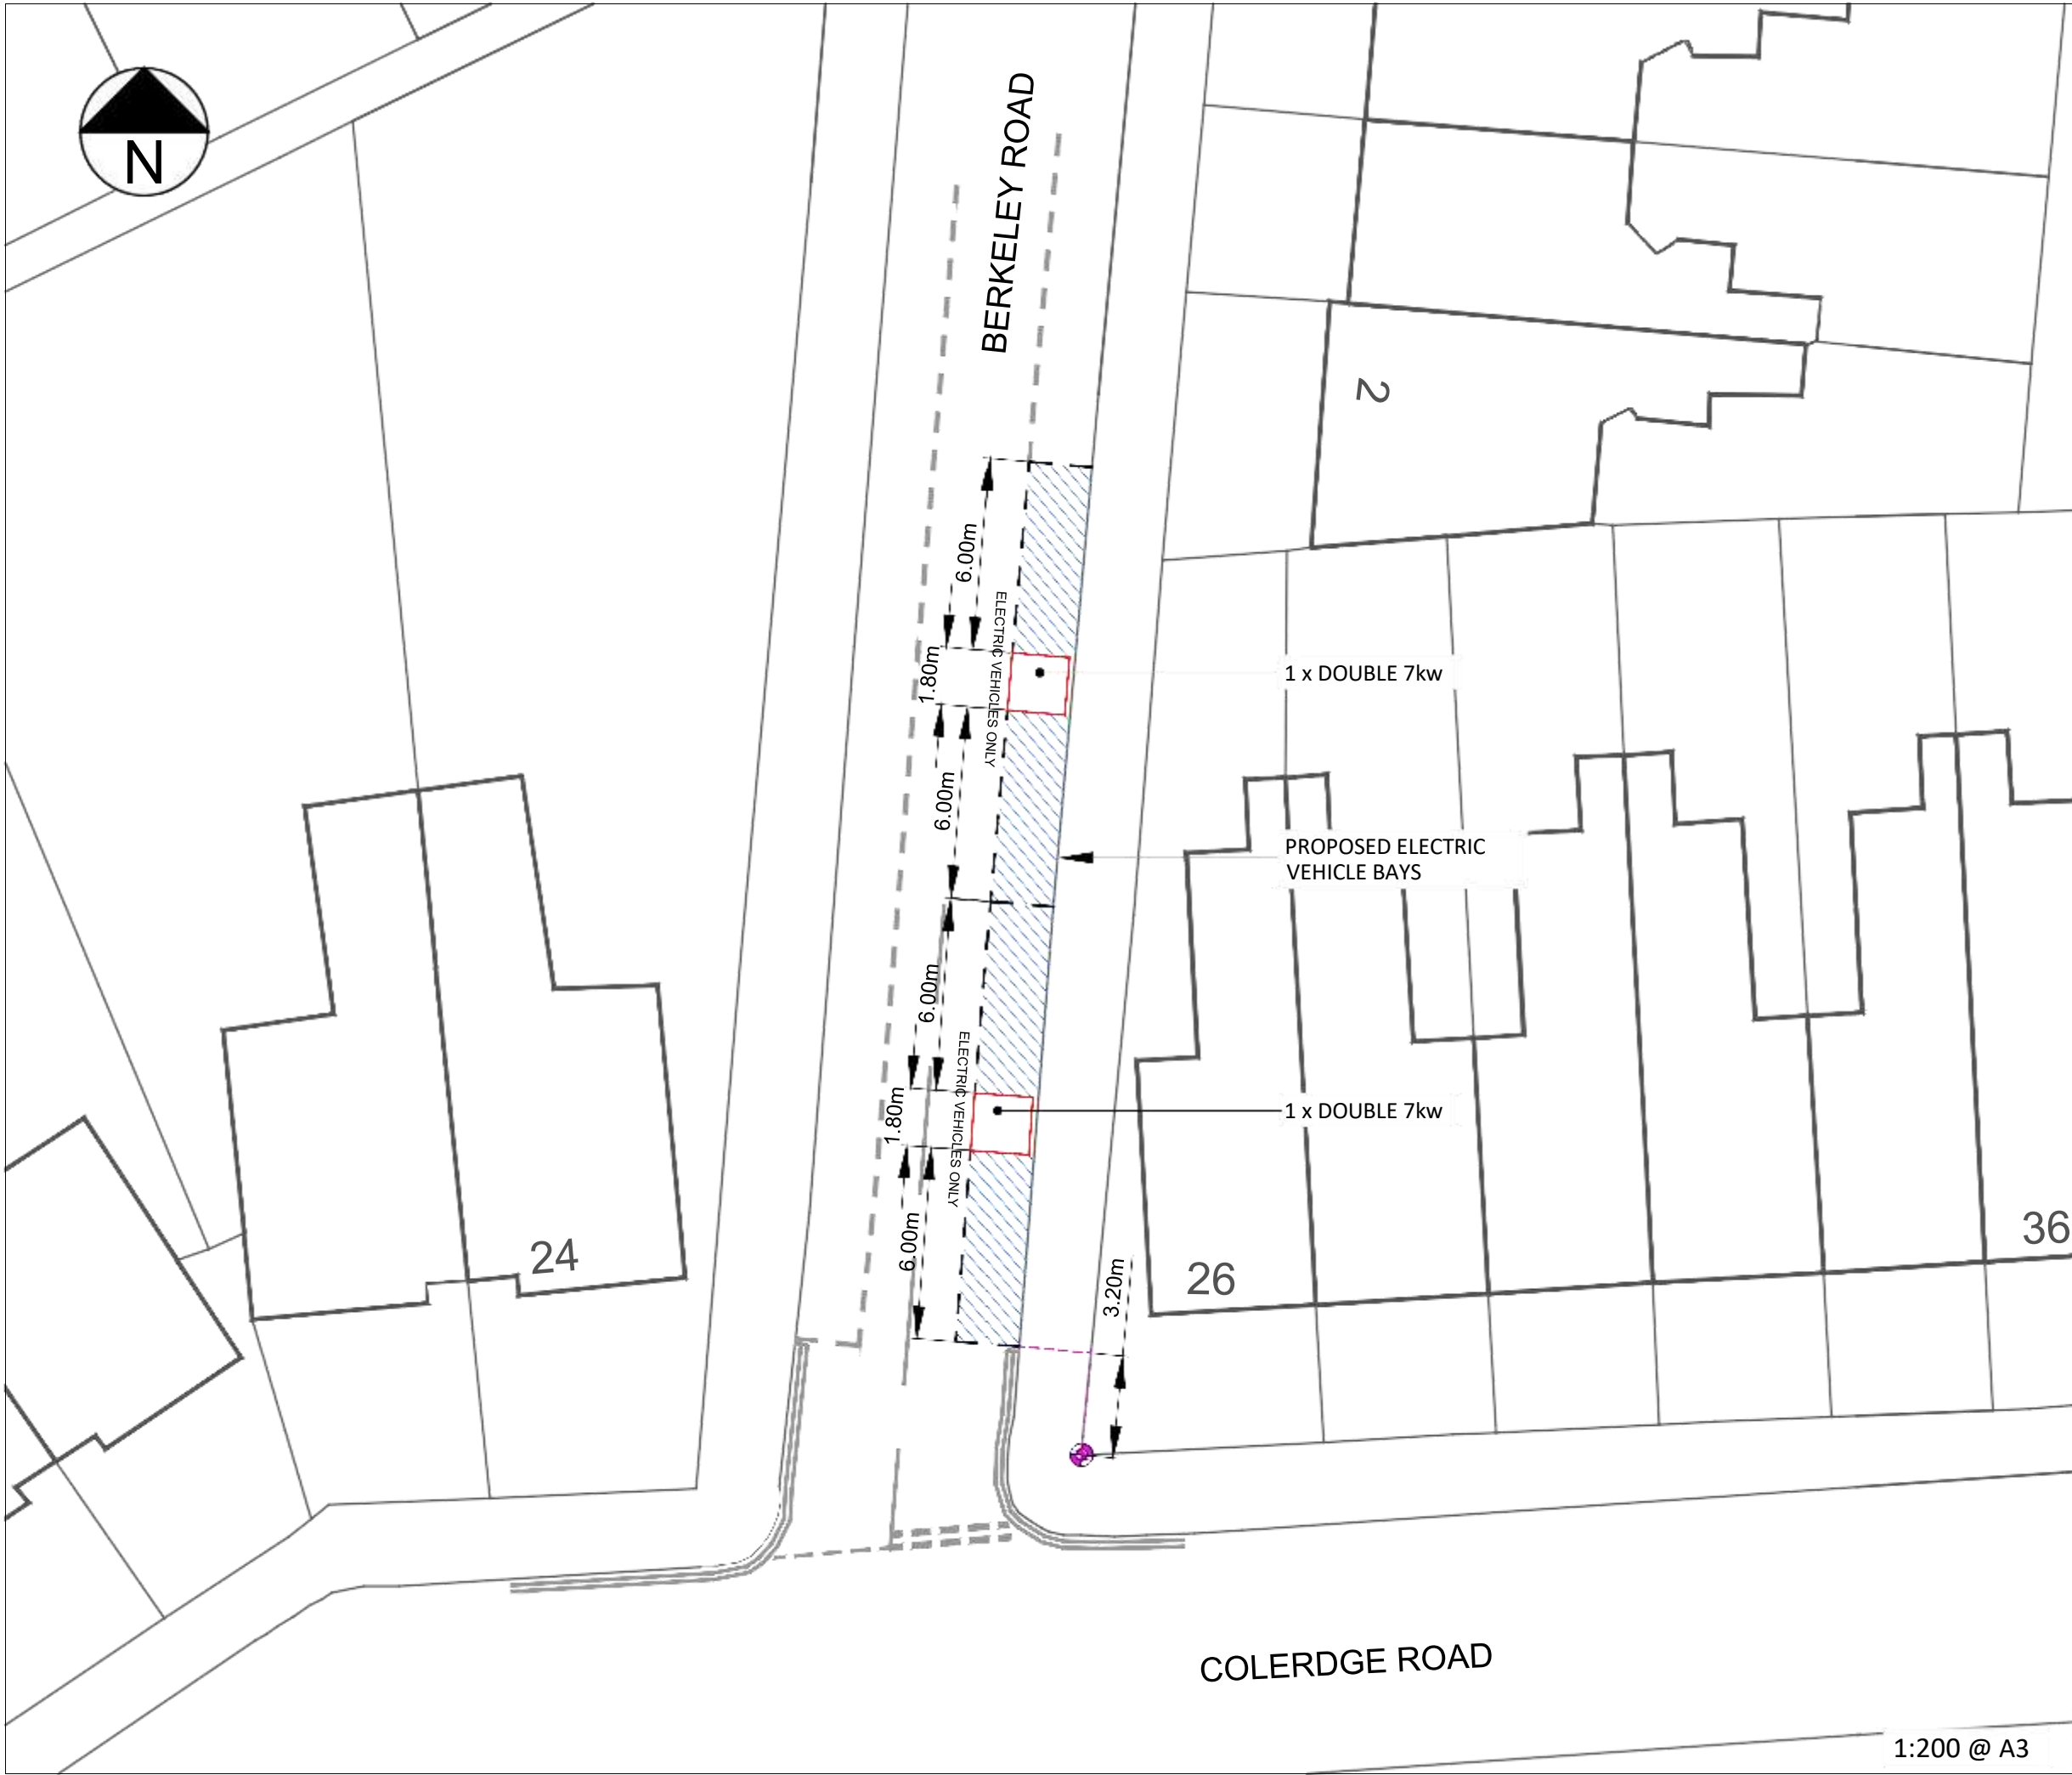 N
BERKELEY ROAD
2
6.00m
ELECTRIC VEHICLES ONLY
1.80m
1 x DOUBLE 7kw
6.00m
PROPOSED ELECTRIC
VEHICLE BAYS
6.00m
ELECTRIC VEHICLES ONLY
1.80m
1 x DOUBLE 7kw
6.00m
24
26
36
3.20m
COLERDGE ROAD
1:200 @ A3